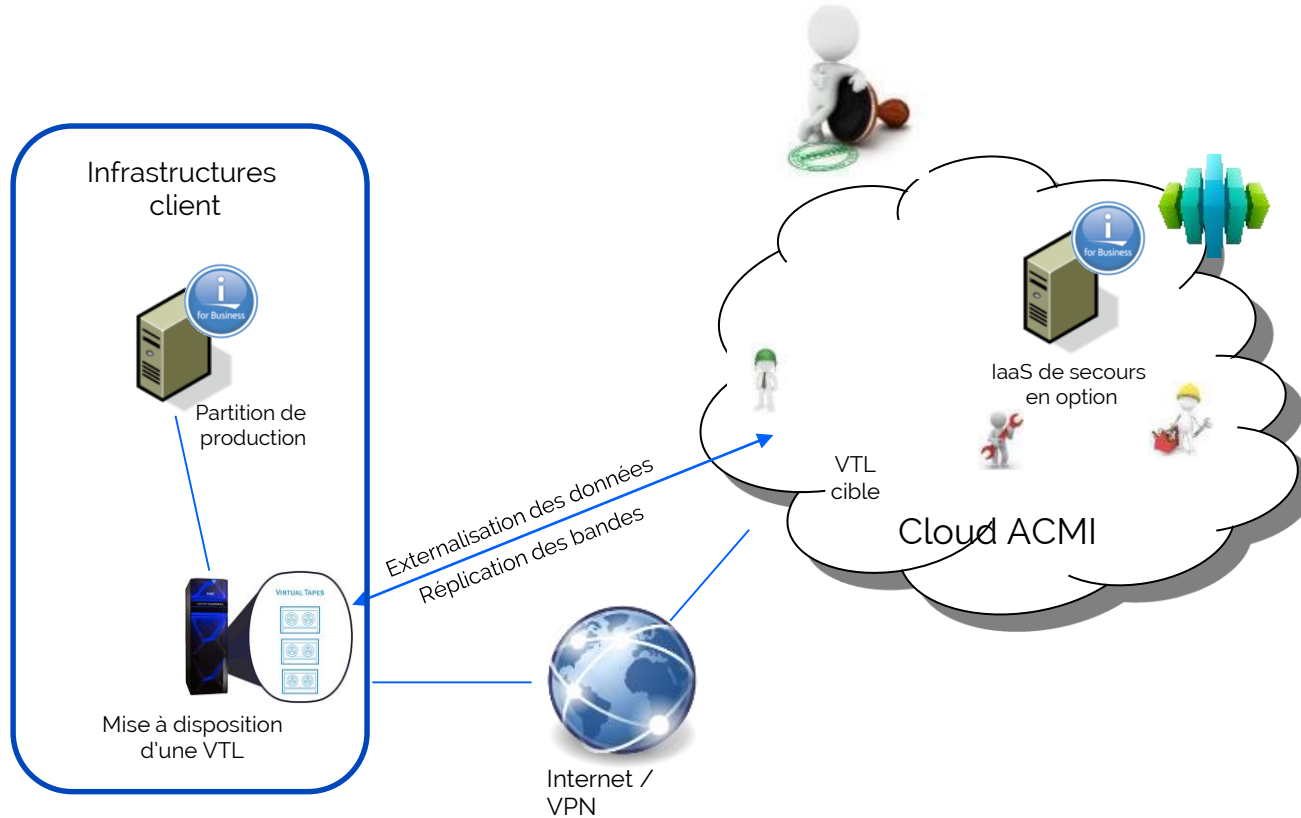 Infrastructures
client
i
for Business
Partition de
production
VIRTUAL TAPES
Mise à disposition
d'une VTL
Externalisation des données
Réplication des bandes
Internet /
VPN
APPROVED
i
for Business
IaaS de secours
en option
VTL
cible
Cloud ACMI